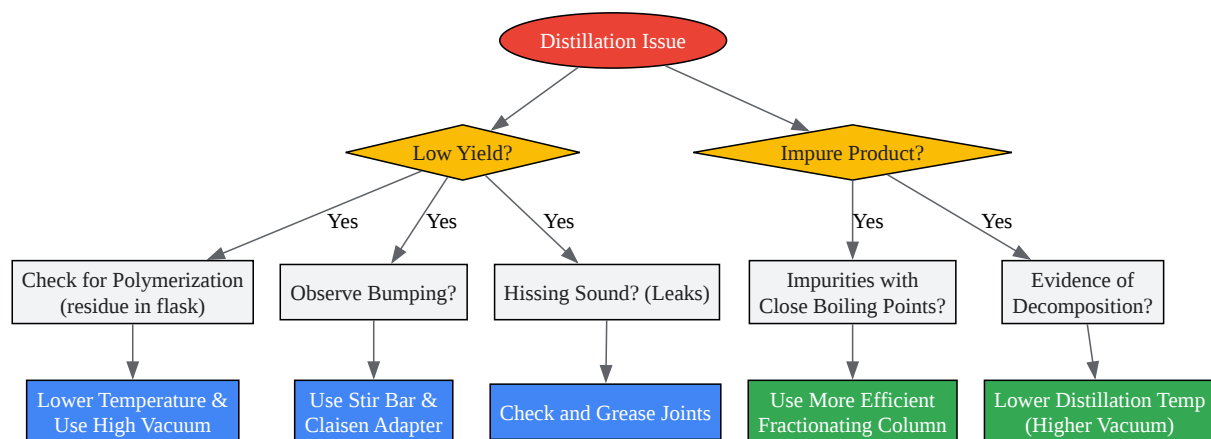 Distillation Issue
Low Yield?
Impure Product?
Yes
Yes
Yes
Yes
Yes
Check for Polymerization
(residue in flask)
Observe Bumping?
Hissing Sound? (Leaks)
Impurities with
Close Boiling Points?
Evidence of
Decomposition?
Lower Temperature &
Use High Vacuum
Use Stir Bar &
Claisen Adapter
Check and Grease Joints
Use More Efficient
Fractionating Column
Lower Distillation Temp
(Higher Vacuum)